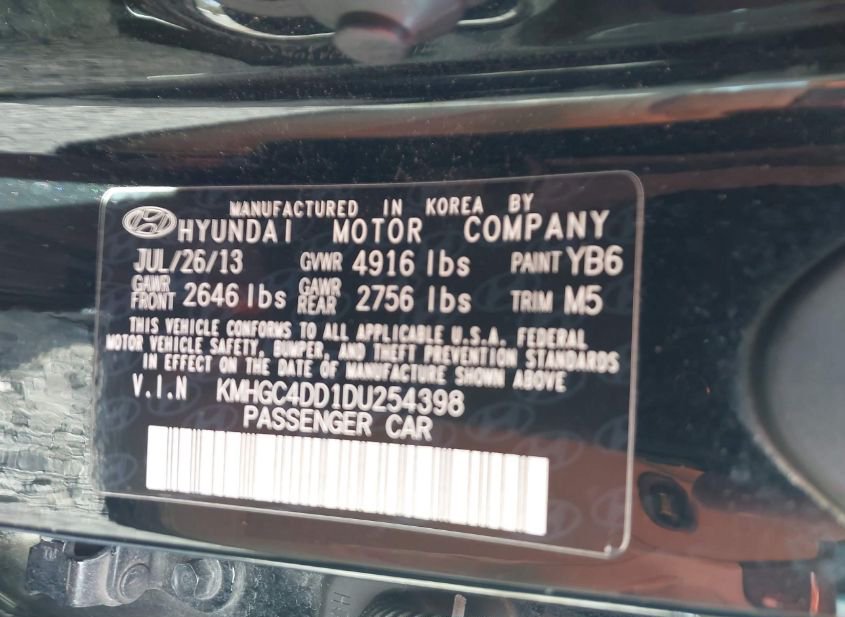 MANUFACTURED IN KOREA BY
HYUNDAI MOTOR COMPANY
JUL/26/13 GVWR 4916 lbs PAINT YB6
GAWR FRONT 2646 lbs GAWR REAR 2756 lbs TRIM M5
THIS VEHICLE CONFORMS TO ALL APPLICABLE U.S.A. FEDERAL
MOTOR VEHICLE SAFETY, BUMPER, AND THEFT PREVENTION STANDARDS
IN EFFECT ON THE DATE OF MANUFACTURE SHOWN ABOVE
V.I.N KMHGC4DD1DU254398
PASSENGER CAR